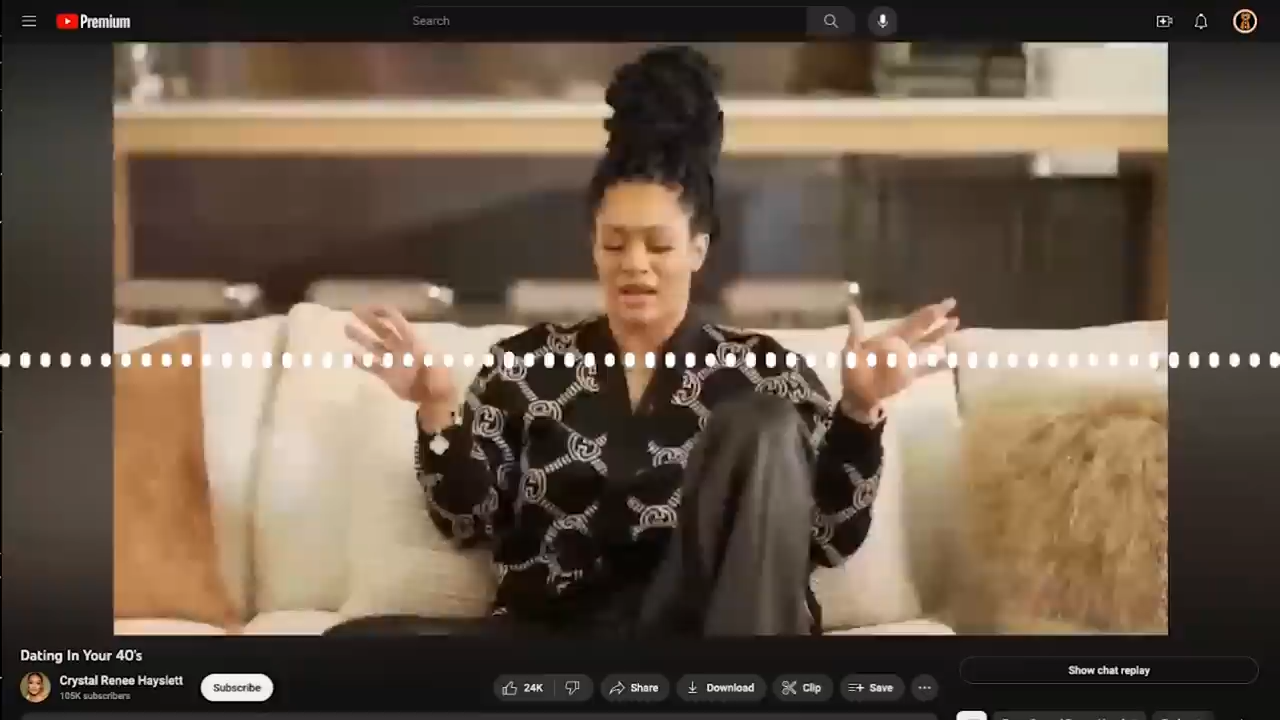 Premium
Search
Dating In Your 40's
Crystal Renee Hayslett
105K subscribers
Subscribe
24K
Share
Download
Clip
Save
Show chat replay